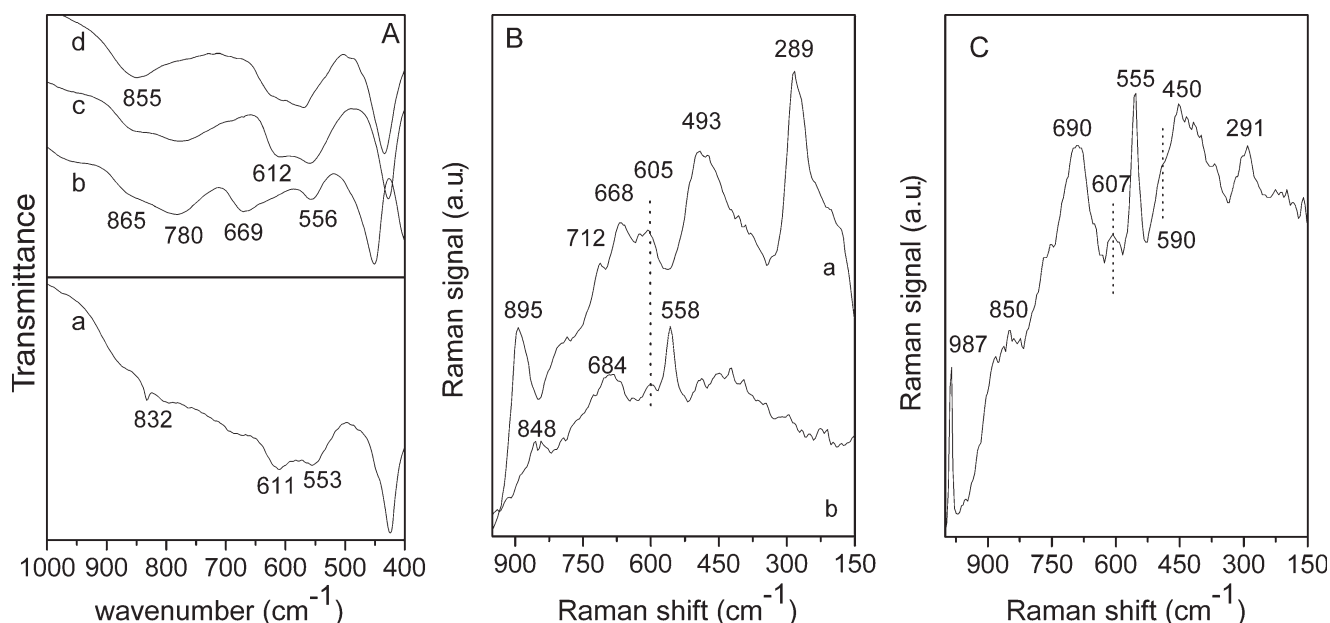 A
d
855
c
612
b
865
780
669
556
a
832
611
553
Transmittance
1000 900 800 700 600 500 400
wavenumber (cm-1)
B
289
493
605
668
712
a
895
558
684
848
b
Raman signal (a.u.)
900 750 600 450 300 150
Raman shift (cm-1)
C
555
450
690
291
607
590
850
987
Raman signal (a.u.)
900 750 600 450 300 150
Raman shift (cm-1)